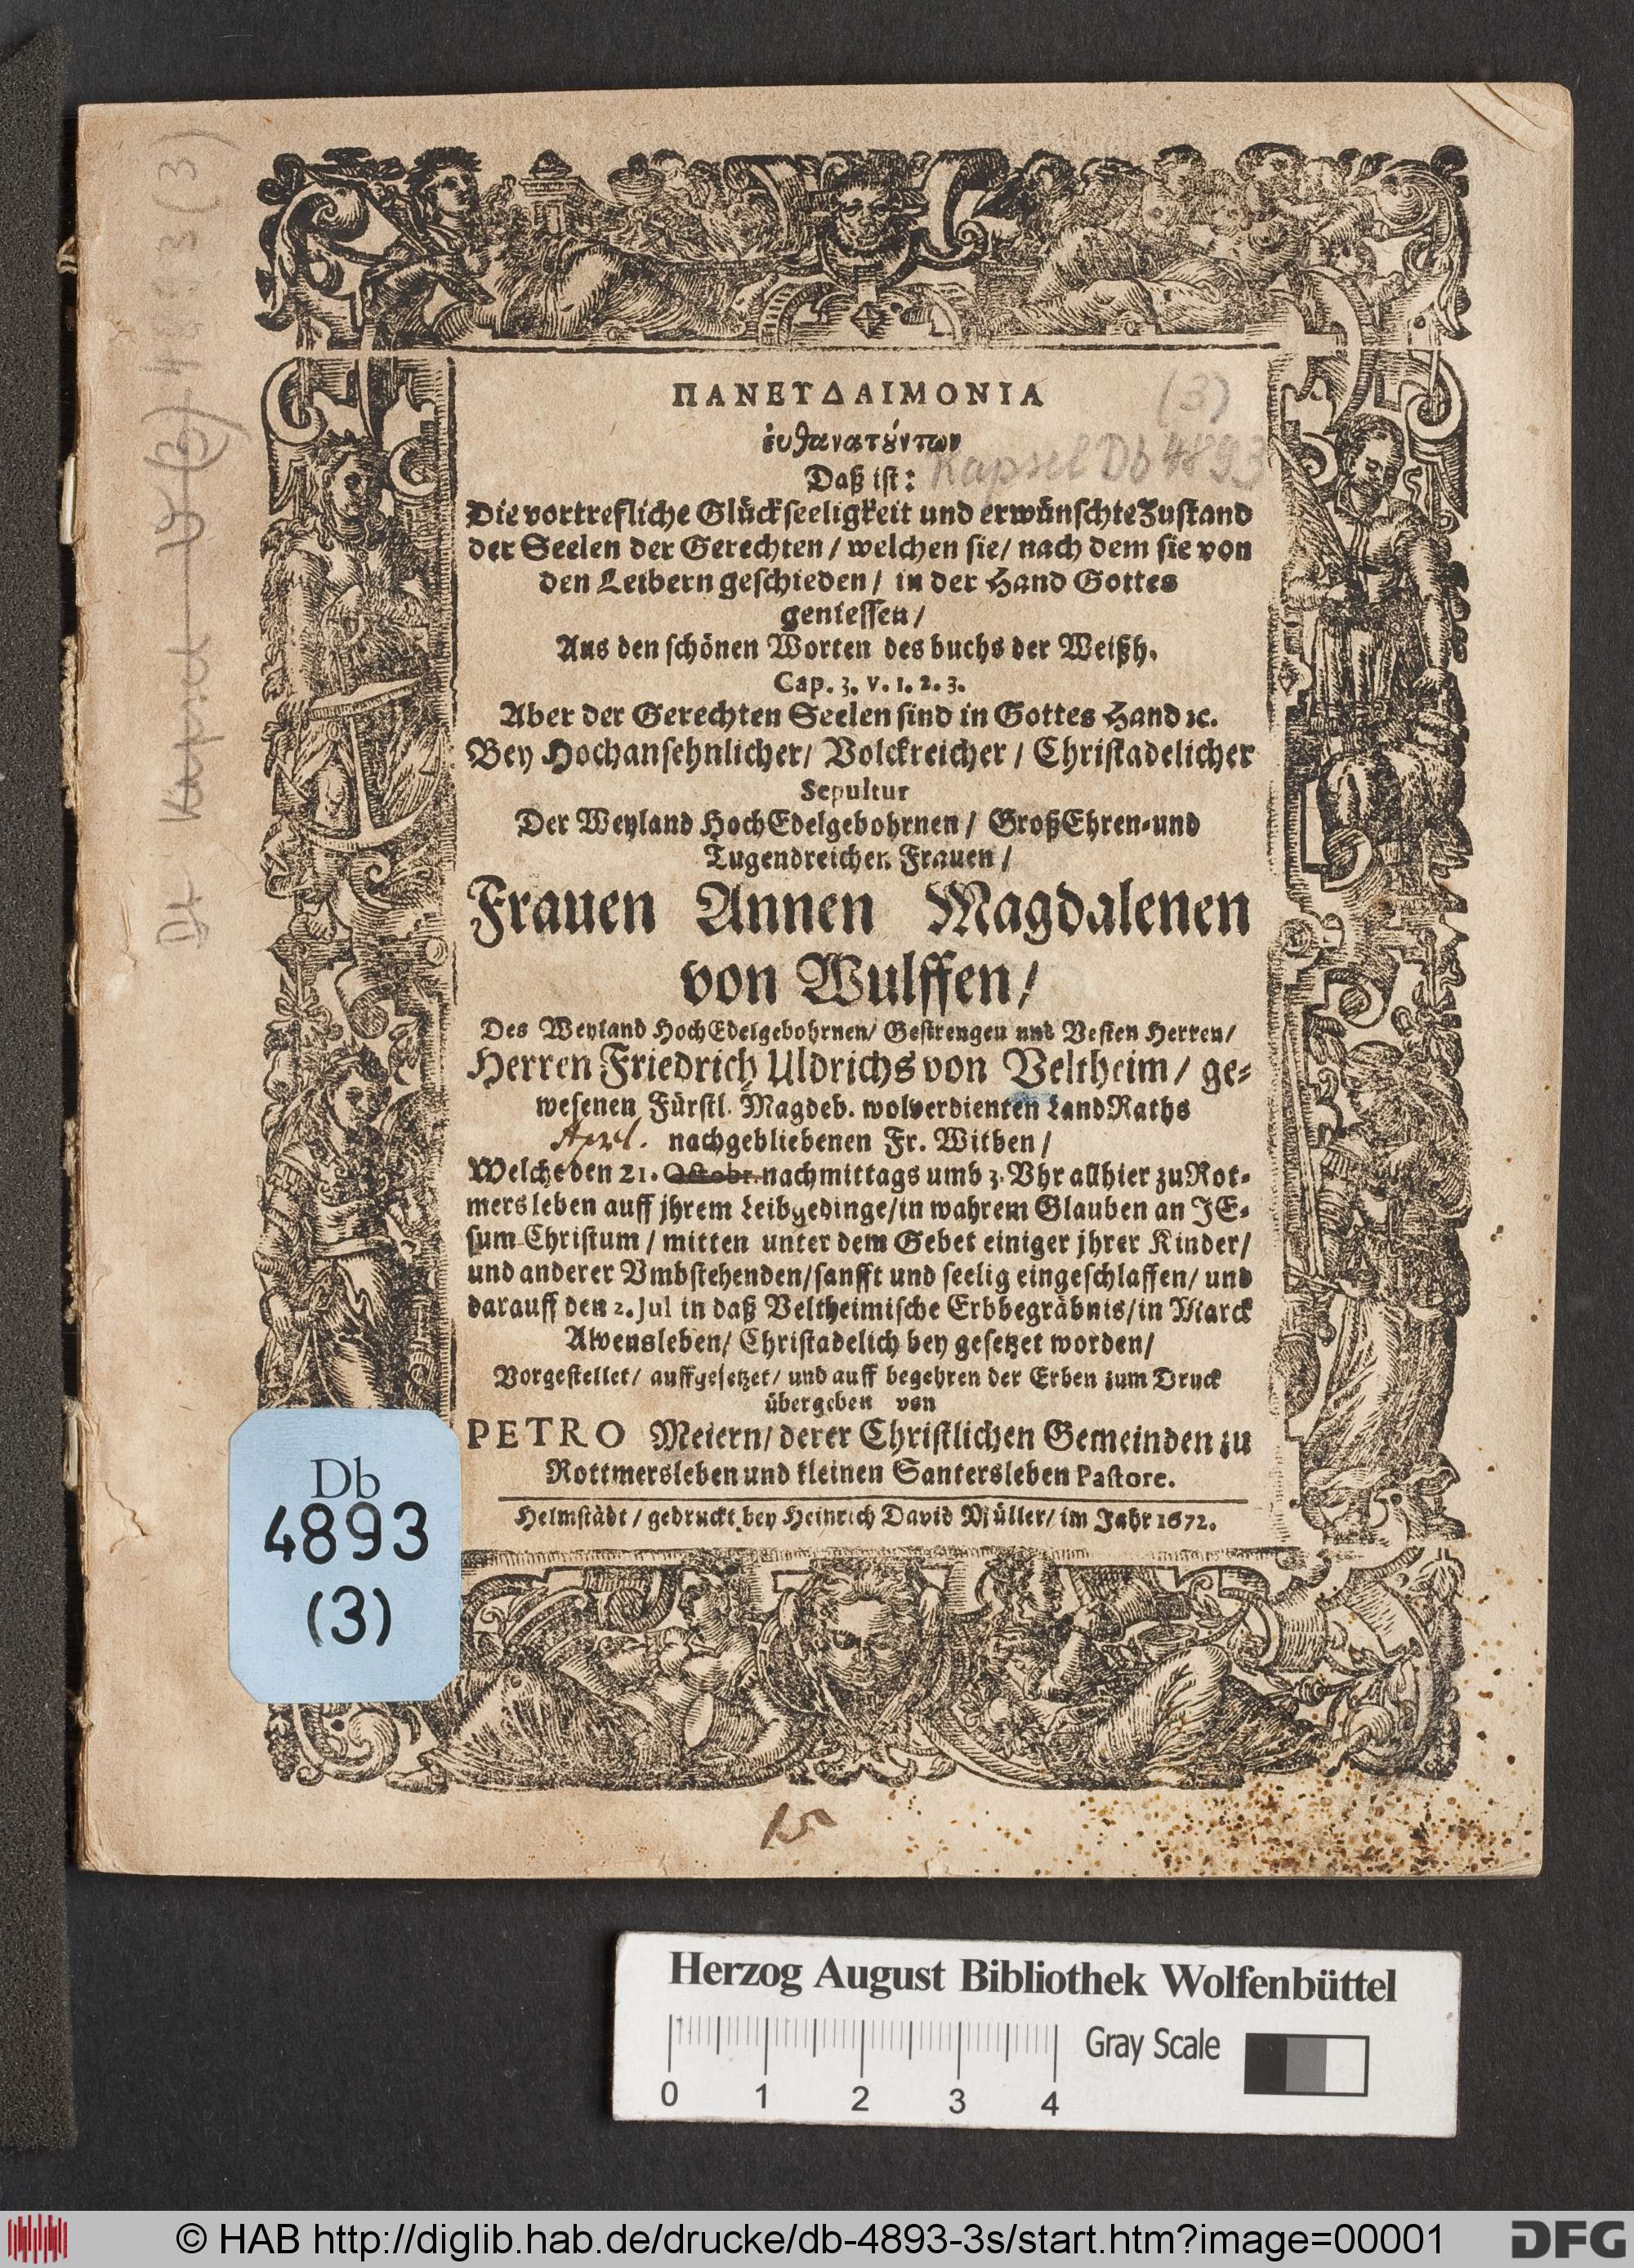 ΠΑΝΕΥΔΑΙΜΟΝΙΑ
ἐυθανατȣ́ντων
Daß ist:
Die vortrefliche Glückseeligkeit und erwünschte Zustand
der Seelen der Gerechten / welchen sie / nach dem sie von
den Leibern geschieden / in der Hand Gottes
geniessen /
Aus den schönen Worten des buchs der Weißh.
Cap. 3. v. 1. 2. 3.
Aber der Gerechten Seelen sind in Gottes Hand ꝛc.
Bey Hochansehnlicher / Volckreicher / Christadelicher
Sepultur
Der Weyland HochEdelgebohrnen / GroßEhren- und
Tugendreichen Frauen /
Frauen Annen Magdalenen
von Wulffen /
Des Weyland HochEdelgebohrnen / Gestrengen und Vesten Herren /
Herren Friedrich Uldrichs von Veltheim / ge-
wesenen Fürstl. Magdeb. wolverdienten LandRaths
nachgebliebenen Fr. Witben /
Aprl.
Welche den 21. Octobr. nachmittags umb 3. Vhr allhier zu Rot-
mersleben auff jhrem Leibgedinge / in wahrem Glauben an JE-
sum Christum / mitten unter dem Gebet einiger jhrer Kinder /
und anderer Vmbstehenden / sanfft und seelig eingeschlaffen / und
darauff den 2. Jul in daß Veltheimische Erbbegräbnis / in Marck
Alvensleben / Christadelich bey gesetzet worden /
Vorgestellet / auffgesetzet / und auff begehren der Erben zum Druck
übergeben von
PETRO Meiern / derer Christlichen Gemeinden zu
Rottmersleben und kleinen Santersleben Pastore.
Helmstädt / gedruckt bey Heinrich David Müller / im Jahr 1672.
(3)
Kapsel Db 4893
Kapsel 4893 (3)
Db
4893
(3)
Herzog August Bibliothek Wolfenbüttel
0 1 2 3 4
Gray Scale
© HAB http://diglib.hab.de/drucke/db-4893-3s/start.htm?image=00001
DFG